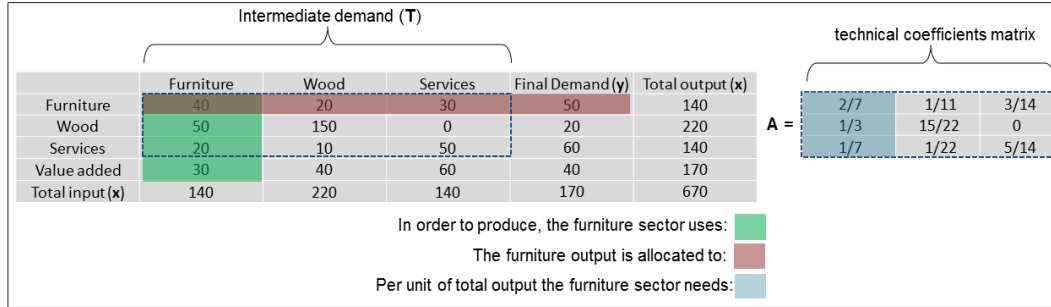 Intermediate demand (T)
technical coefficients matrix
Furniture Wood Services Final Demand (y) Total output (x)
Furniture 40 20 30 50 140
Wood 50 150 0 20 220
Services 20 10 50 60 140
Value added 30 40 60 40 170
Total input (x) 140 220 140 170 670
A =
2/7 1/11 3/14
1/3 15/22 0
1/7 1/22 5/14
In order to produce, the furniture sector uses:
The furniture output is allocated to:
Per unit of total output the furniture sector needs: